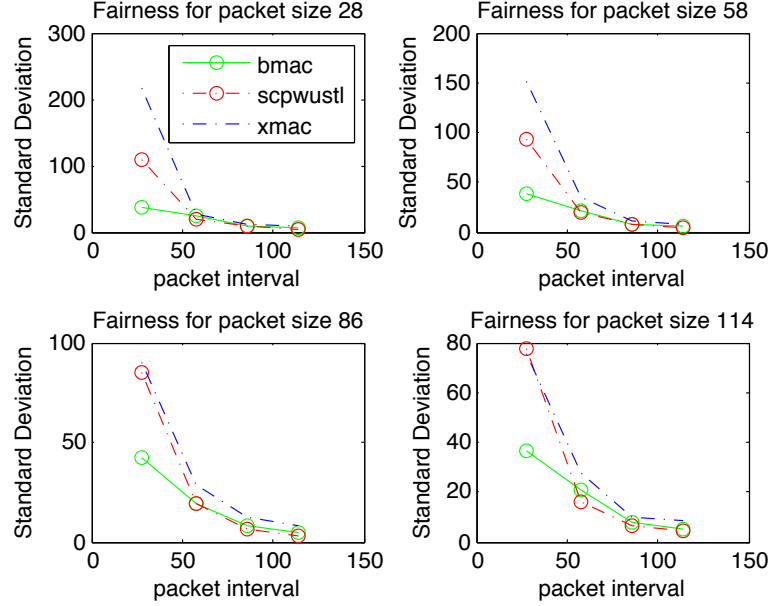 Fairness for packet size 28
300
200
100
0
Standard Deviation
bmac
scpwustl
xmac
0 50 100 150
packet interval
Fairness for packet size 58
200
150
100
50
0
Standard Deviation
0 50 100 150
packet interval
Fairness for packet size 86
100
50
0
Standard Deviation
0 50 100 150
packet interval
Fairness for packet size 114
80
60
40
20
0
Standard Deviation
0 50 100 150
packet interval